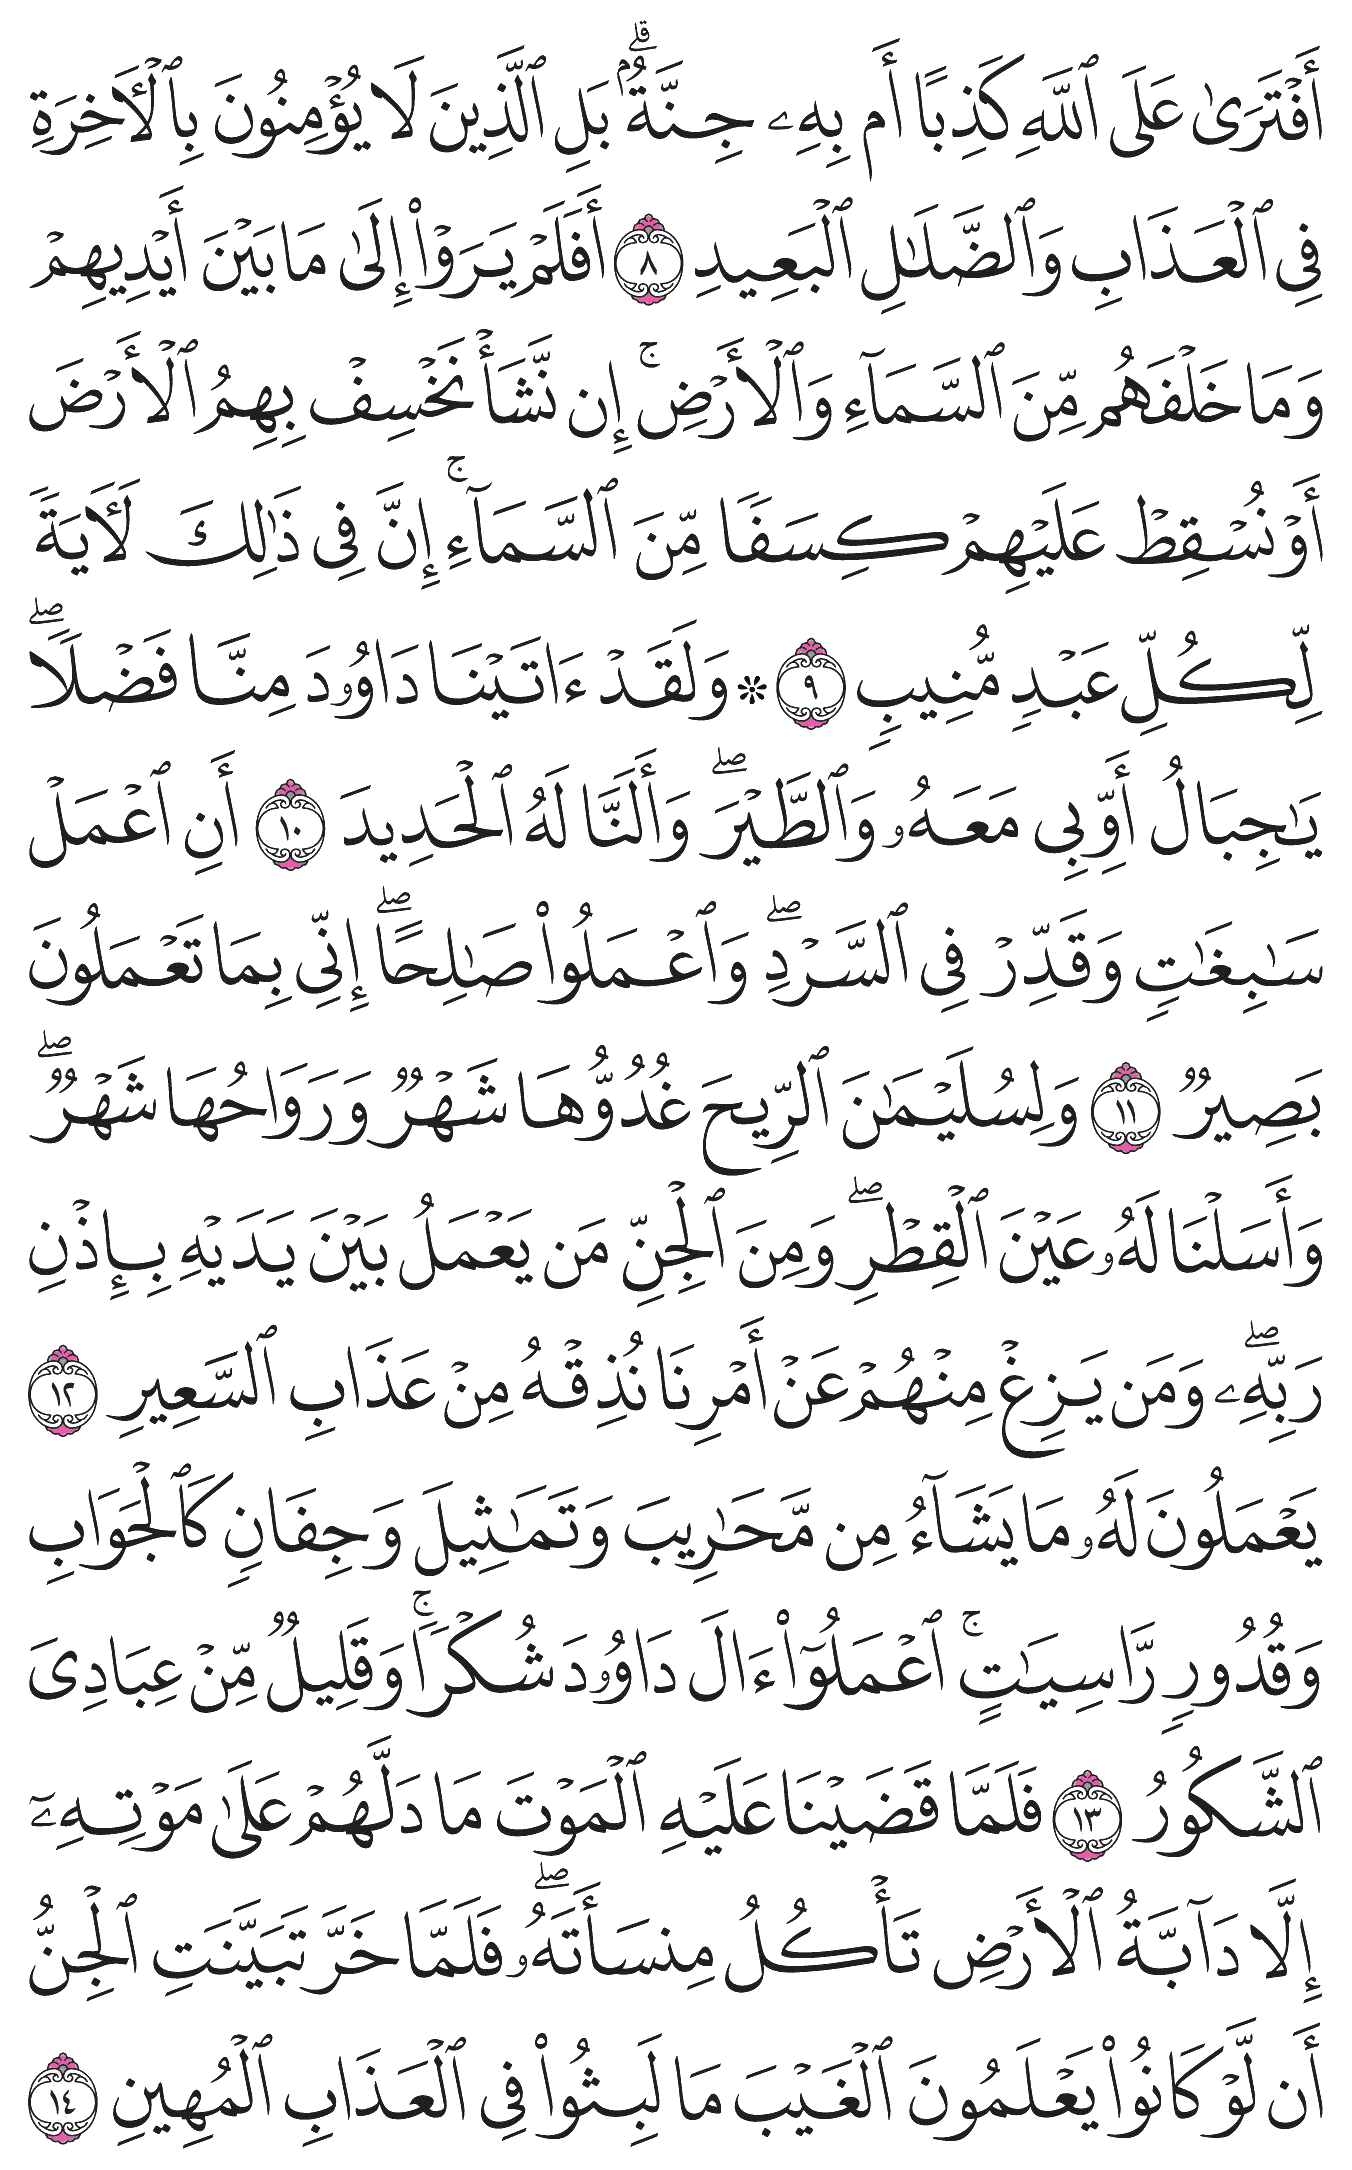 أَفۡتَرَىٰ عَلَى ٱللَّهِ كَذِبًا أَم بِهِۦ جِنَّةُۢۗ بَلِ ٱلَّذِينَ لَا يُؤۡمِنُونَ بِٱلۡأٓخِرَةِ
فِي ٱلۡعَذَابِ وَٱلضَّلَٰلِ ٱلۡبَعِيدِ ٨ أَفَلَمۡ يَرَوۡاْ إِلَىٰ مَا بَيۡنَ أَيۡدِيهِمۡ
وَمَا خَلۡفَهُم مِّنَ ٱلسَّمَآءِ وَٱلۡأَرۡضِۚ إِن نَّشَأۡ نَخۡسِفۡ بِهِمُ ٱلۡأَرۡضَ
أَوۡ نُسۡقِطۡ عَلَيۡهِمۡ كِسَفٗا مِّنَ ٱلسَّمَآءِۚ إِنَّ فِي ذَٰلِكَ لَأٓيَةٗ
لِّكُلِّ عَبۡدٖ مُّنِيبٖ ٩ ۞ وَلَقَدۡ ءَاتَيۡنَا دَاوُۥدَ مِنَّا فَضۡلٗاۖ
يَٰجِبَالُ أَوِّبِي مَعَهُۥ وَٱلطَّيۡرَۖ وَأَلَنَّا لَهُ ٱلۡحَدِيدَ ١٠ أَنِ ٱعۡمَلۡ
سَٰبِغَٰتٖ وَقَدِّرۡ فِي ٱلسَّرۡدِۖ وَٱعۡمَلُواْ صَٰلِحًاۖ إِنِّي بِمَا تَعۡمَلُونَ
بَصِيرٞ ١١ وَلِسُلَيۡمَٰنَ ٱلرِّيحَ غُدُوُّهَا شَهۡرٞ وَرَوَاحُهَا شَهۡرٞۖ
وَأَسَلۡنَا لَهُۥ عَيۡنَ ٱلۡقِطۡرِۖ وَمِنَ ٱلۡجِنِّ مَن يَعۡمَلُ بَيۡنَ يَدَيۡهِ بِإِذۡنِ
رَبِّهِۦۖ وَمَن يَزِغۡ مِنۡهُمۡ عَنۡ أَمۡرِنَا نُذِقۡهُ مِنۡ عَذَابِ ٱلسَّعِيرِ ١٢
يَعۡمَلُونَ لَهُۥ مَا يَشَآءُ مِن مَّحَٰرِيبَ وَتَمَٰثِيلَ وَجِفَانٖ كَٱلۡجَوَابِ
وَقُدُورٖ رَّاسِيَٰتٍۚ ٱعۡمَلُوٓاْ ءَالَ دَاوُۥدَ شُكۡرٗاۚ وَقَلِيلٞ مِّنۡ عِبَادِيَ
ٱلشَّكُورُ ١٣ فَلَمَّا قَضَيۡنَا عَلَيۡهِ ٱلۡمَوۡتَ مَا دَلَّهُمۡ عَلَىٰ مَوۡتِهِۦٓ
إِلَّا دَآبَّةُ ٱلۡأَرۡضِ تَأۡكُلُ مِنسَأَتَهُۥۖ فَلَمَّا خَرَّ تَبَيَّنَتِ ٱلۡجِنُّ
أَن لَّوۡ كَانُواْ يَعۡلَمُونَ ٱلۡغَيۡبَ مَا لَبِثُواْ فِي ٱلۡعَذَابِ ٱلۡمُهِينِ ١٤